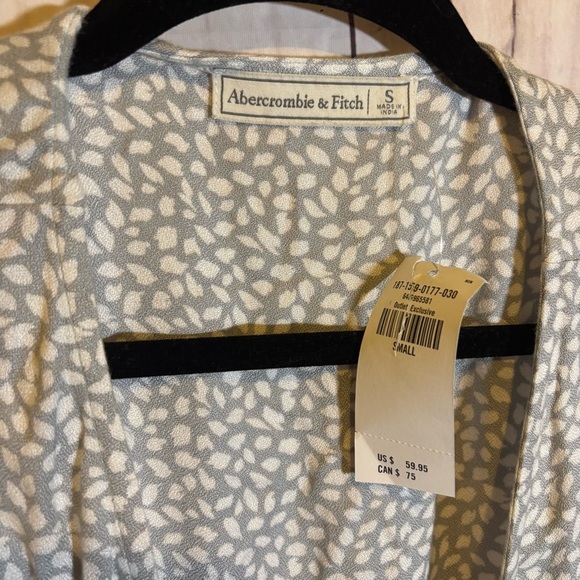 Abercrombie & Fitch
S
MADE IN
INDIA
Outlet Exclusive
SMALL
US $ 59.95
CAN $ 75